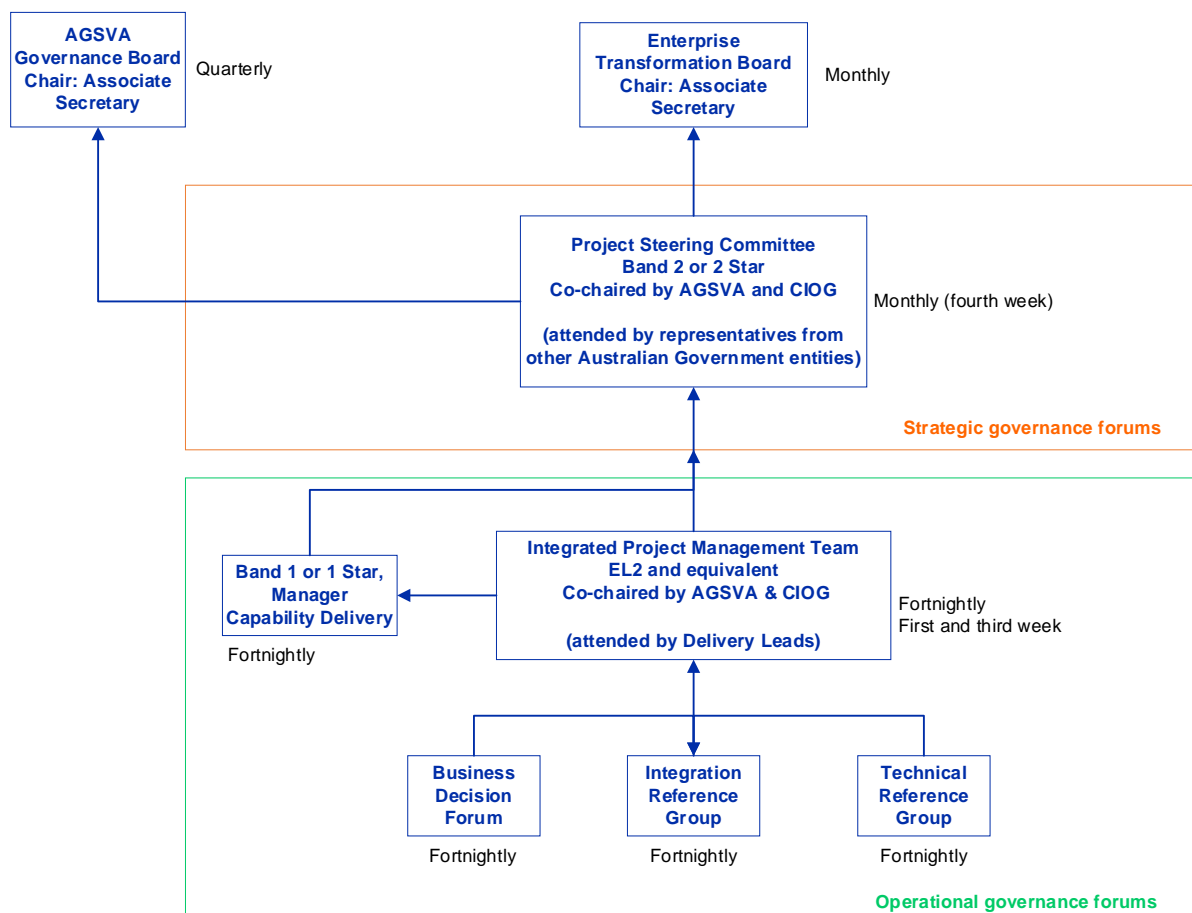 AGSVA
Governance Board
Chair: Associate
Secretary
Quarterly
Enterprise
Transformation Board
Chair: Associate
Secretary
Monthly
Project Steering Committee
Band 2 or 2 Star
Co-chaired by AGSVA and CIOG
(attended by representatives from
other Australian Government entities)
Monthly (fourth week)
Strategic governance forums
Band 1 or 1 Star,
Manager
Capability Delivery
Fortnightly
Integrated Project Management Team
EL2 and equivalent
Co-chaired by AGSVA & CIOG
(attended by Delivery Leads)
Fortnightly
First and third week
Business
Decision
Forum
Fortnightly
Integration
Reference
Group
Fortnightly
Technical
Reference
Group
Fortnightly
Operational governance forums